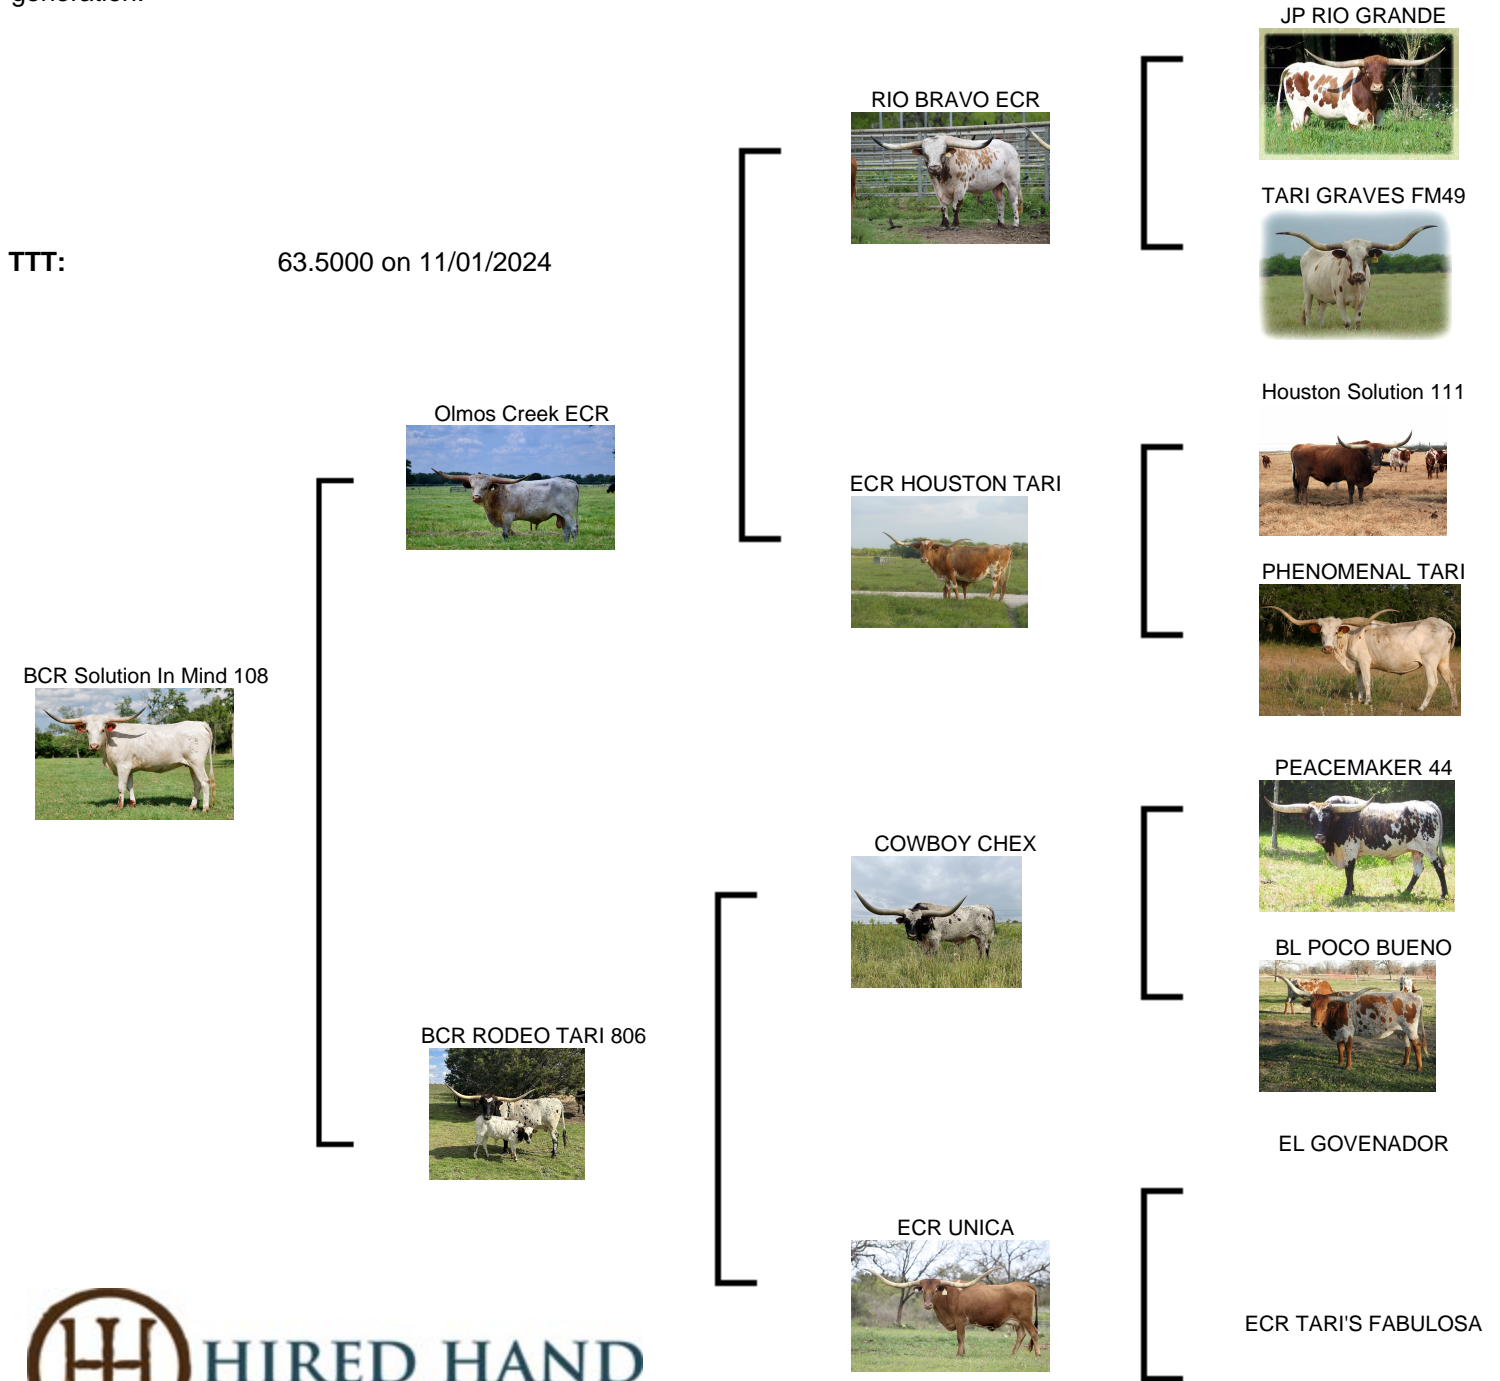 generation.
JP RIO GRANDE
RIO BRAVO ECR
TARI GRAVES FM49
TTT: 63.5000 on 11/01/2024
Houston Solution 111
Olmos Creek ECR
ECR HOUSTON TARI
PHENOMENAL TARI
BCR Solution In Mind 108
PEACEMAKER 44
COWBOY CHEX
BL POCO BUENO
BCR RODEO TARI 806
EL GOVENADOR
ECR UNICA
ECR TARI'S FABULOSA
HIRED HAND